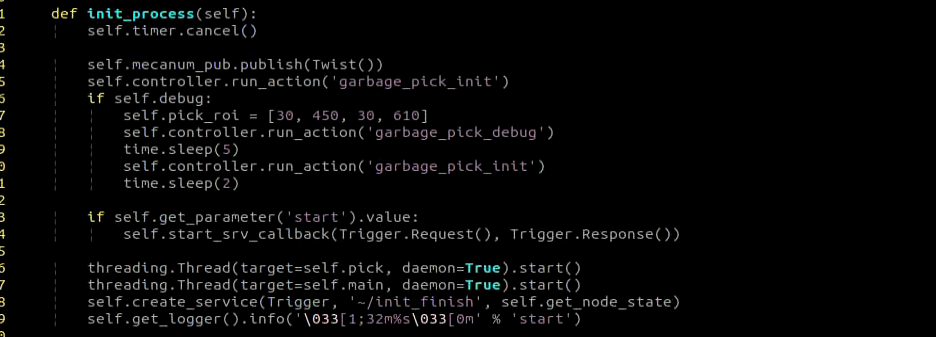 1 def init_process(self):
2 self.timer.cancel()
3
4 self.mecanum_pub.publish(Twist())
5 self.controller.run_action('garbage_pick_init')
6 if self.debug:
7 self.pick_roi = [30, 450, 30, 610]
8 self.controller.run_action('garbage_pick_debug')
9 time.sleep(5)
0 self.controller.run_action('garbage_pick_init')
1 time.sleep(2)
2
3 if self.get_parameter('start').value:
4 self.start_srv_callback(Trigger.Request(), Trigger.Response())
5
6 threading.Thread(target=self.pick, daemon=True).start()
7 threading.Thread(target=self.main, daemon=True).start()
8 self.create_service(Trigger, '~/init_finish', self.get_node_state)
9 self.get_logger().info('\033[1;32m%s\033[0m' % 'start')
0